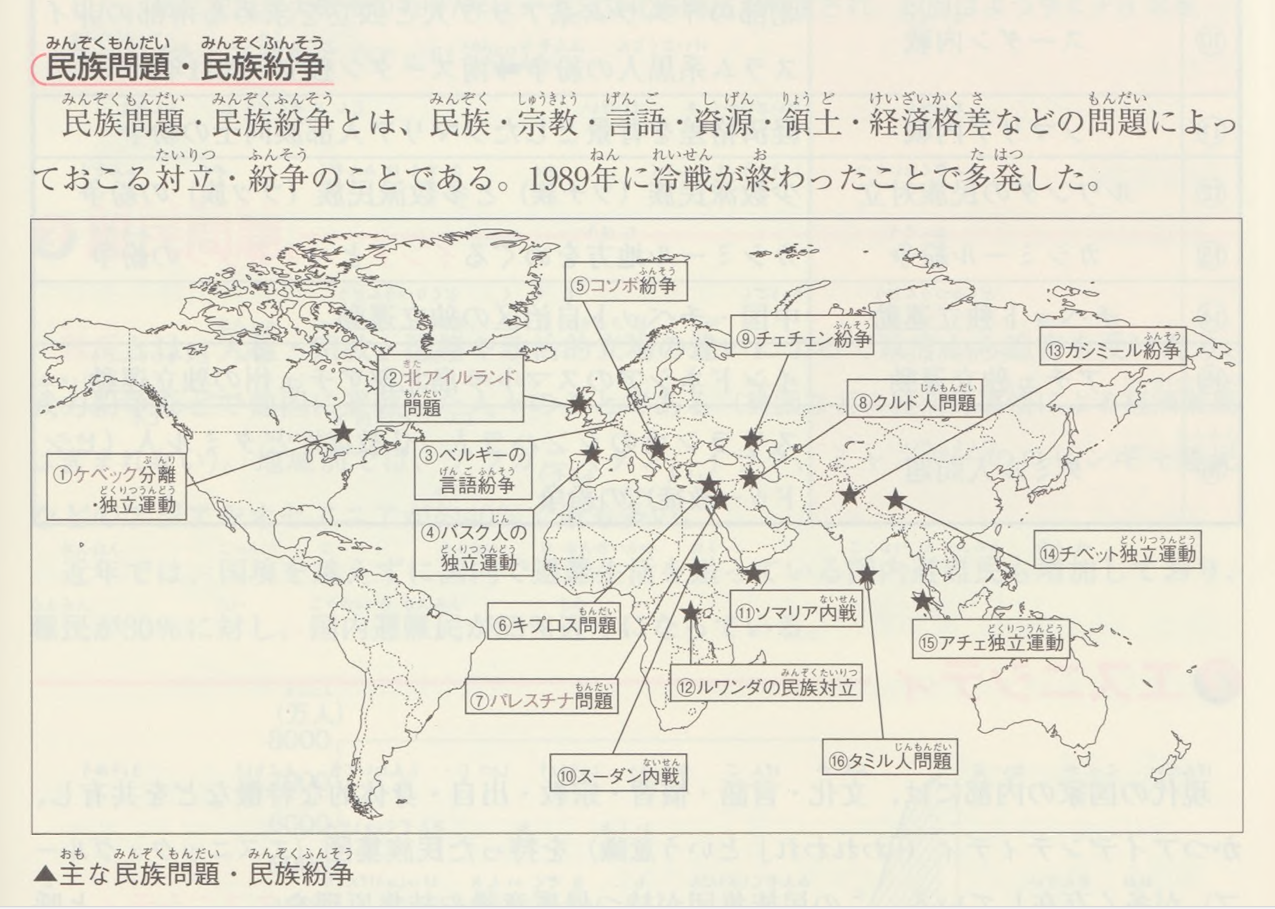 民族問題・民族紛争
民族問題・民族紛争とは、民族・宗教・言語・資源・領土・経済格差などの問題によっ
ておこる対立・紛争のことである。1989年に冷戦が終わったことで多発した。
⑤コソボ紛争
⑨チェチェン紛争
⑬カシミール紛争
②北アイルランド
問題
⑧クルド人問題
①ケベック分離
・独立運動
③ベルギーの
言語紛争
④バスク人の
独立運動
⑭チベット独立運動
⑥キプロス問題
⑪ソマリア内戦
⑮アチェ独立運動
⑦パレスチナ問題
⑫ルワンダの民族対立
⑩スーダン内戦
⑯タミル人問題
▲主な民族問題・民族紛争